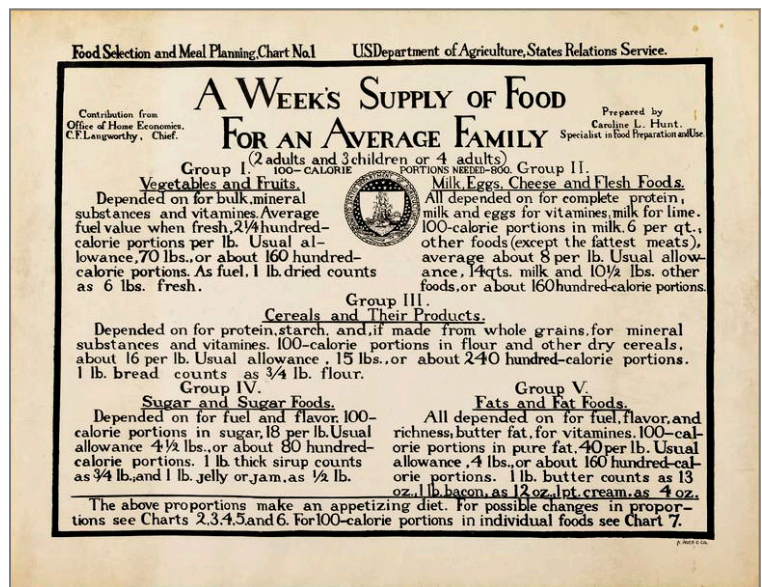 Food Selection and Meal Planning, Chart No.1 U.S Department of Agriculture, States Relations Service.
A WEEK'S SUPPLY OF FOOD
FOR AN AVERAGE FAMILY
Contribution from
Office of Home Economics.
C.F. Langworthy, Chief.
Prepared by
Caroline L. Hunt.
Specialist in Food Preparation and Use.
(2 adults and 3 children or 4 adults)
100-CALORIE PORTIONS NEEDED-800.
Group I.
Vegetables and Fruits.
Depended on for bulk, mineral
substances and vitamines. Average
fuel value when fresh, 2¼ hundred-
calorie portions per lb. Usual al-
lowance, 70 lbs., or about 160 hundred-
calorie portions. As fuel, 1 lb. dried counts
as 6 lbs. fresh.
Group II.
Milk, Eggs, Cheese and Flesh Foods.
All depended on for complete protein;
milk and eggs for vitamines; milk for lime.
100-calorie portions in milk, 6 per qt.;
other foods (except the fattest meats),
average about 8 per lb. Usual allow-
ance, 14 qts. milk and 10½ lbs. other
foods, or about 160 hundred-calorie portions.
Group III.
Cereals and Their Products.
Depended on for protein, starch, and, if made from whole grains, for mineral
substances and vitamines. 100-calorie portions in flour and other dry cereals,
about 16 per lb. Usual allowance, 15 lbs., or about 240 hundred-calorie portions.
1 lb. bread counts as ¾ lb. flour.
Group IV.
Sugar and Sugar Foods.
Depended on for fuel and flavor. 100-
calorie portions in sugar, 18 per lb. Usual
allowance 4½ lbs., or about 80 hundred-
calorie portions. 1 lb. thick sirup counts
as ¾ lb.; and 1 lb. jelly or jam, as ½ lb.
Group V.
Fats and Fat Foods.
All depended on for fuel, flavor, and
richness; butter fat, for vitamines. 100-cal-
orie portions in pure fat, 40 per lb. Usual
allowance, 4 lbs., or about 160 hundred-cal-
orie portions. 1 lb. butter counts as 13
oz., 1 lb. bacon, as 12 oz., 1 pt. cream, as 4 oz.
The above proportions make an appetizing diet. For possible changes in propor-
tions see Charts 2,3,4,5, and 6. For 100-calorie portions in individual foods see Chart 7.